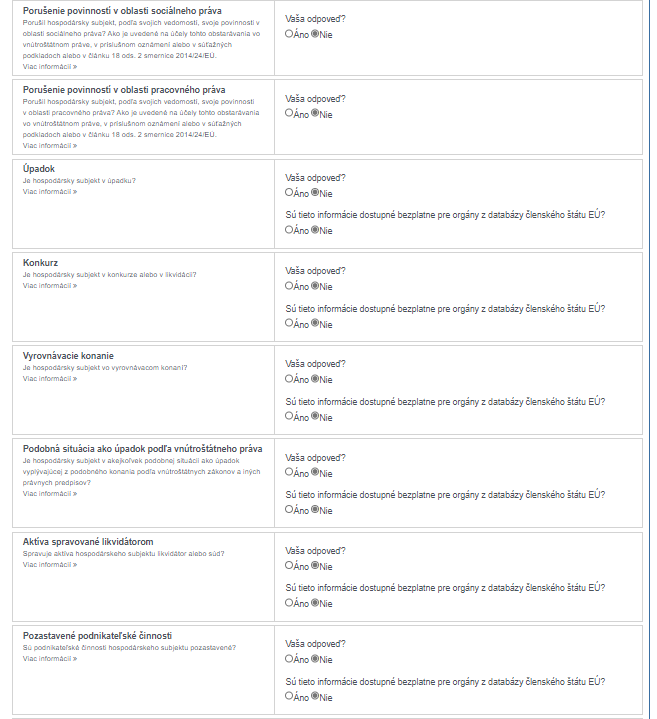 Porušenie povinností v oblasti sociálneho práva
Porušil hospodársky subjekt, podľa svojich vedomostí, svoje povinnosti v
oblasti sociálneho práva? Ako je uvedené na účely tohto obstarávania vo
vnútroštátnom práve, v príslušnom oznámení alebo v súťažných
podkladoch alebo v článku 18 ods. 2 smernice 2014/24/EÚ.
Viac informácií »
Vaša odpoveď?
Áno Nie
Porušenie povinností v oblasti pracovného práva
Porušil hospodársky subjekt, podľa svojich vedomostí, svoje povinnosti
v oblasti pracovného práva? Ako je uvedené na účely tohto obstarávania
vo vnútroštátnom práve, v príslušnom oznámení alebo v súťažných
podkladoch alebo v článku 18 ods. 2 smernice 2014/24/EÚ.
Viac informácií »
Vaša odpoveď?
Áno Nie
Úpadok
Je hospodársky subjekt v úpadku?
Viac informácií »
Vaša odpoveď?
Áno Nie
Sú tieto informácie dostupné bezplatne pre orgány z databázy členského štátu EÚ?
Áno Nie
Konkurz
Je hospodársky subjekt v konkurze alebo v likvidácii?
Viac informácií »
Vaša odpoveď?
Áno Nie
Sú tieto informácie dostupné bezplatne pre orgány z databázy členského štátu EÚ?
Áno Nie
Vyrovnávacie konanie
Je hospodársky subjekt vo vyrovnávacom konaní?
Viac informácií »
Vaša odpoveď?
Áno Nie
Sú tieto informácie dostupné bezplatne pre orgány z databázy členského štátu EÚ?
Áno Nie
Podobná situácia ako úpadok podľa vnútroštátneho práva
Je hospodársky subjekt v akejkoľvek podobnej situácii ako úpadok
vyplývajúcej z podobného konania podľa vnútroštátnych zákonov a iných
právnych predpisov?
Viac informácií »
Vaša odpoveď?
Áno Nie
Sú tieto informácie dostupné bezplatne pre orgány z databázy členského štátu EÚ?
Áno Nie
Aktíva spravované likvidátorom
Spravuje aktíva hospodárskeho subjektu likvidátor alebo súd?
Viac informácií »
Vaša odpoveď?
Áno Nie
Sú tieto informácie dostupné bezplatne pre orgány z databázy členského štátu EÚ?
Áno Nie
Pozastavené podnikateľské činnosti
Sú podnikateľské činnosti hospodárskeho subjektu pozastavené?
Viac informácií »
Vaša odpoveď?
Áno Nie
Sú tieto informácie dostupné bezplatne pre orgány z databázy členského štátu EÚ?
Áno Nie